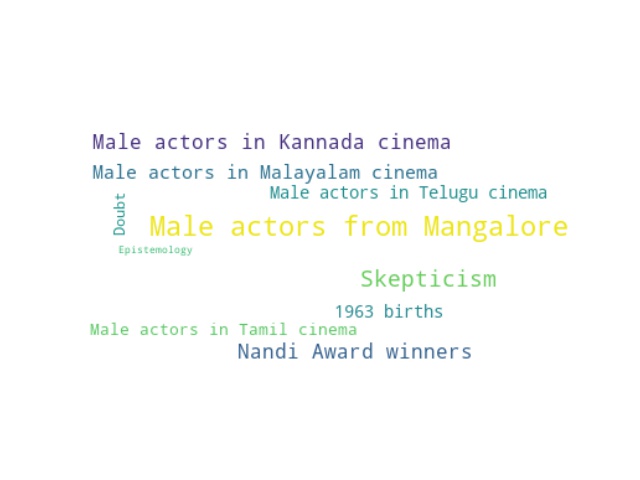 Male actors in Kannada cinema
Male actors in Malayalam cinema
Male actors in Telugu cinema
Doubt
Male actors from Mangalore
Epistemology
Skepticism
1963 births
Male actors in Tamil cinema
Nandi Award winners